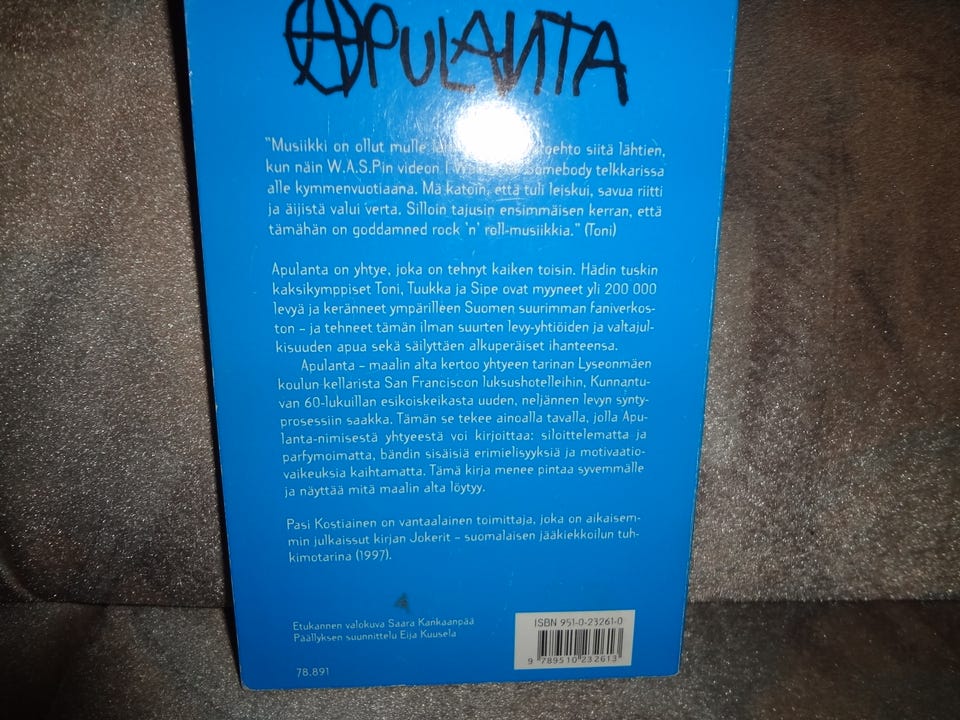 APULANTA
"Musiikki on ollut mulle siitä lähtien,
kun näin W.A.S.Pin videon I Somebody telkkarissa
alle kymmenvuotiaana. Mä katoin, että tuli leiskui, savua riitti
ja äijistä valui verta. Silloin tajusin ensimmäisen kerran, että
tämähän on goddamned rock 'n' roll-musiikkia." (Toni)
Apulanta on yhtye, joka on tehnyt kaiken toisin. Hädin tuskin
kaksikymppiset Toni, Tuukka ja Sipe ovat myyneet yli 200 000
levyä ja keränneet ympärilleen Suomen suurimman faniverkos-
ton – ja tehneet tämän ilman suurten levy-yhtiöiden ja valtajul-
kisuuden apua sekä säilyttäen alkuperäiset ihanteensa.
Apulanta – maalin alta kertoo yhtyeen tarinan Lyseonmäen
koulun kellarista San Franciscon luksushotelleihin, Kunnantu-
van 60-lukuillan esikoiskeikasta uuden, neljännen levyn synty-
prosessiin saakka. Tämän se tekee ainoalla tavalla, jolla Apu-
lanta-nimisestä yhtyeestä voi kirjoittaa: siloittelematta ja
parfymoimatta, bändin sisäisiä erimielisyyksiä ja motivaatio-
vaikeuksia kaihtamatta. Tämä kirja menee pintaa syvemmälle
ja näyttää mitä maalin alta löytyy.
Pasi Kostiainen on vantaalainen toimittaja, joka on aikaisem-
min julkaissut kirjan Jokerit – suomalaisen jääkiekkoilun tuh-
kimotarina (1997).
Etukannen valokuva Saara Kankaanpää
Päällyksen suunnittelu Eija Kuusela
78.891
ISBN 951-0-23261-0
9 789510 232613